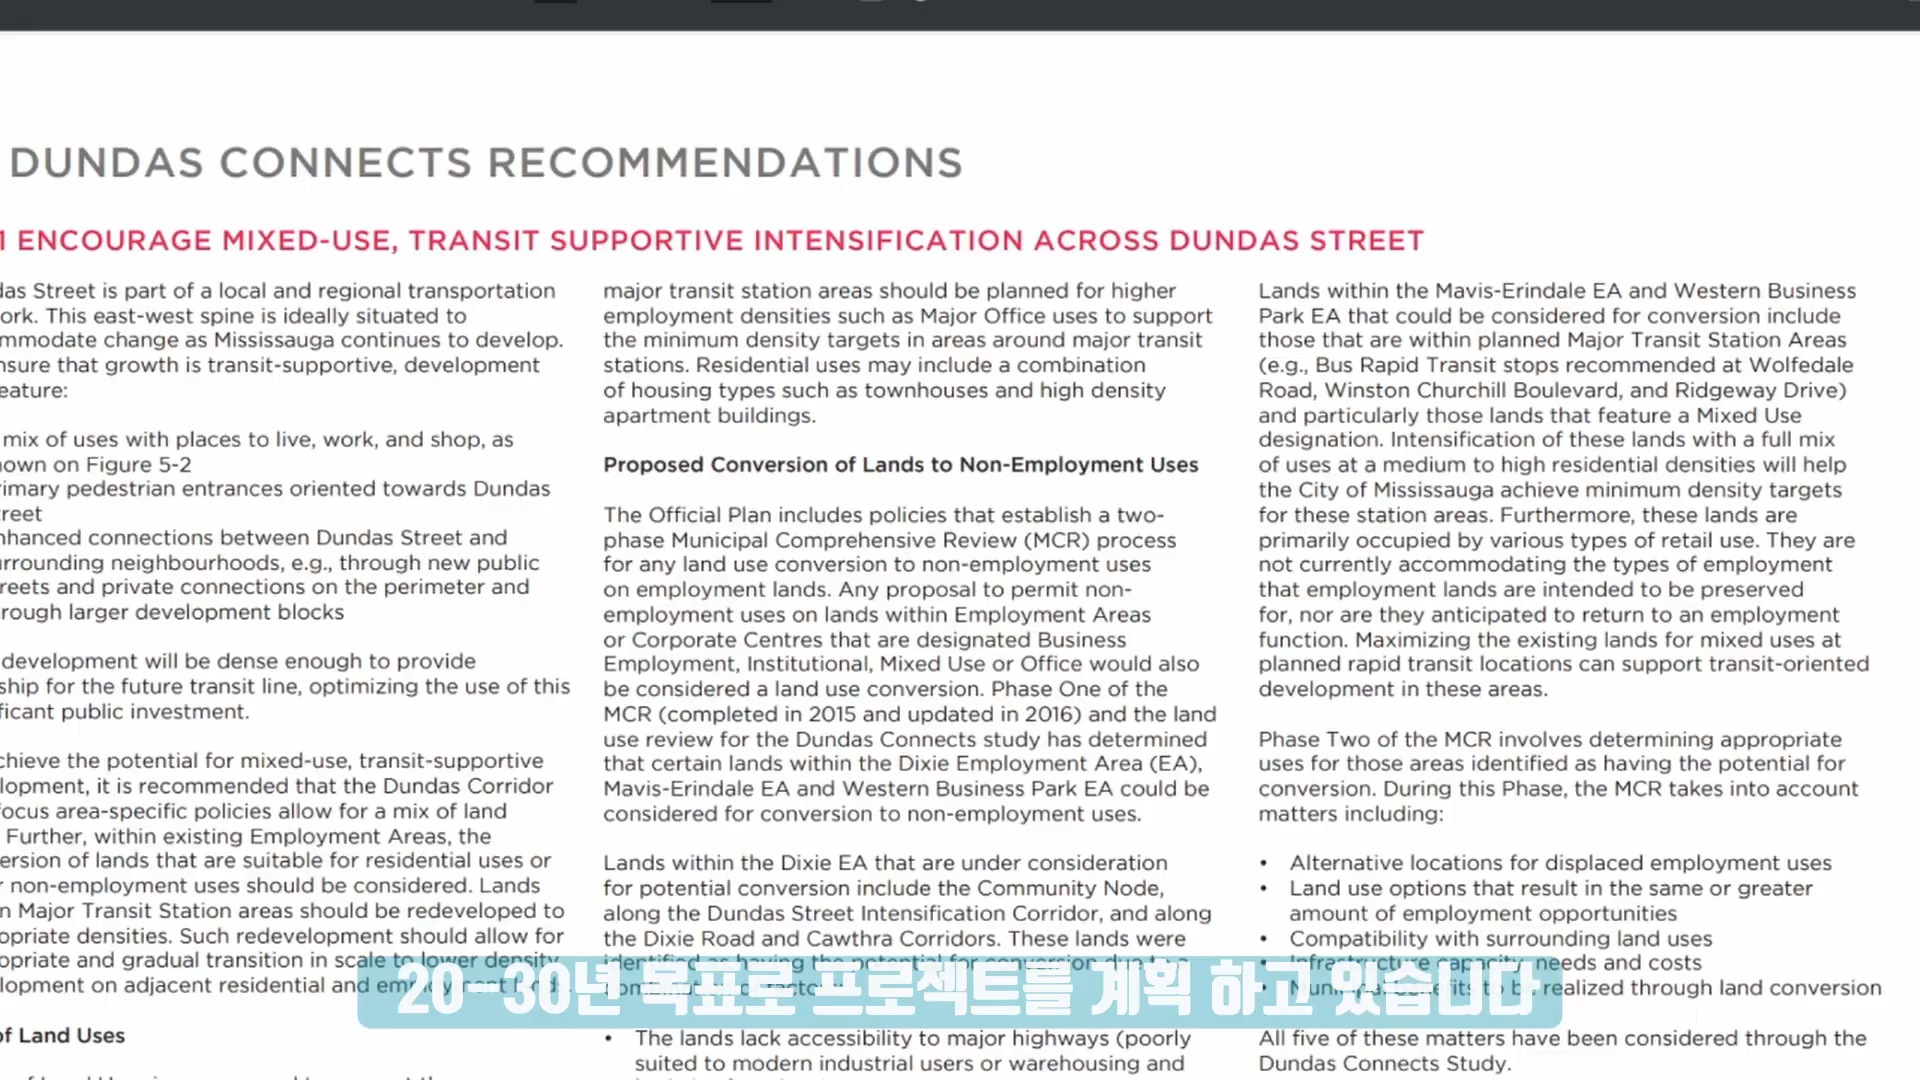 DUNDAS CONNECTS RECOMMENDATIONS
1 ENCOURAGE MIXED-USE, TRANSIT SUPPORTIVE INTENSIFICATION ACROSS DUNDAS STREET
das Street is part of a local and regional transportation
ork. This east-west spine is ideally situated to
mmodate change as Mississauga continues to develop.
nsure that growth is transit-supportive, development
eature:
mix of uses with places to live, work, and shop, as
hown on Figure 5-2
rimary pedestrian entrances oriented towards Dundas
treet
nhanced connections between Dundas Street and
urrounding neighbourhoods, e.g., through new public
treets and private connections on the perimeter and
hrough larger development blocks
development will be dense enough to provide
ship for the future transit line, optimizing the use of this
ificant public investment.
chieve the potential for mixed-use, transit-supportive
lopment, it is recommended that the Dundas Corridor
focus area-specific policies allow for a mix of land
Further, within existing Employment Areas, the
ersion of lands that are suitable for residential uses or
r non-employment uses should be considered. Lands
n Major Transit Station areas should be redeveloped to
opriate densities. Such redevelopment should allow for
opriate and gradual transition in scale to lower density
lopment on adjacent residential and employment lands.
of Land Uses
major transit station areas should be planned for higher
employment densities such as Major Office uses to support
the minimum density targets in areas around major transit
stations. Residential uses may include a combination
of housing types such as townhouses and high density
apartment buildings.
Proposed Conversion of Lands to Non-Employment Uses
The Official Plan includes policies that establish a two-
phase Municipal Comprehensive Review (MCR) process
for any land use conversion to non-employment uses
on employment lands. Any proposal to permit non-
employment uses on lands within Employment Areas
or Corporate Centres that are designated Business
Employment, Institutional, Mixed Use or Office would also
be considered a land use conversion. Phase One of the
MCR (completed in 2015 and updated in 2016) and the land
use review for the Dundas Connects study has determined
that certain lands within the Dixie Employment Area (EA),
Mavis-Erindale EA and Western Business Park EA could be
considered for conversion to non-employment uses.
Lands within the Dixie EA that are under consideration
for potential conversion include the Community Node,
along the Dundas Street Intensification Corridor, and along
the Dixie Road and Cawthra Corridors. These lands were
identified as having the potential for conversion due to a
combination of factors:
• The lands lack accessibility to major highways (poorly
suited to modern industrial users or warehousing and
Lands within the Mavis-Erindale EA and Western Business
Park EA that could be considered for conversion include
those that are within planned Major Transit Station Areas
(e.g., Bus Rapid Transit stops recommended at Wolfedale
Road, Winston Churchill Boulevard, and Ridgeway Drive)
and particularly those lands that feature a Mixed Use
designation. Intensification of these lands with a full mix
of uses at a medium to high residential densities will help
the City of Mississauga achieve minimum density targets
for these station areas. Furthermore, these lands are
primarily occupied by various types of retail use. They are
not currently accommodating the types of employment
that employment lands are intended to be preserved
for, nor are they anticipated to return to an employment
function. Maximizing the existing lands for mixed uses at
planned rapid transit locations can support transit-oriented
development in these areas.
Phase Two of the MCR involves determining appropriate
uses for those areas identified as having the potential for
conversion. During this Phase, the MCR takes into account
matters including:
• Alternative locations for displaced employment uses
• Land use options that result in the same or greater
amount of employment opportunities
• Compatibility with surrounding land uses
• Infrastructure capacity, needs and costs
• Municipal benefits to be realized through land conversion
All five of these matters have been considered through the
Dundas Connects Study.
20-30년 목표로 프로젝트를 계획 하고 있습니다